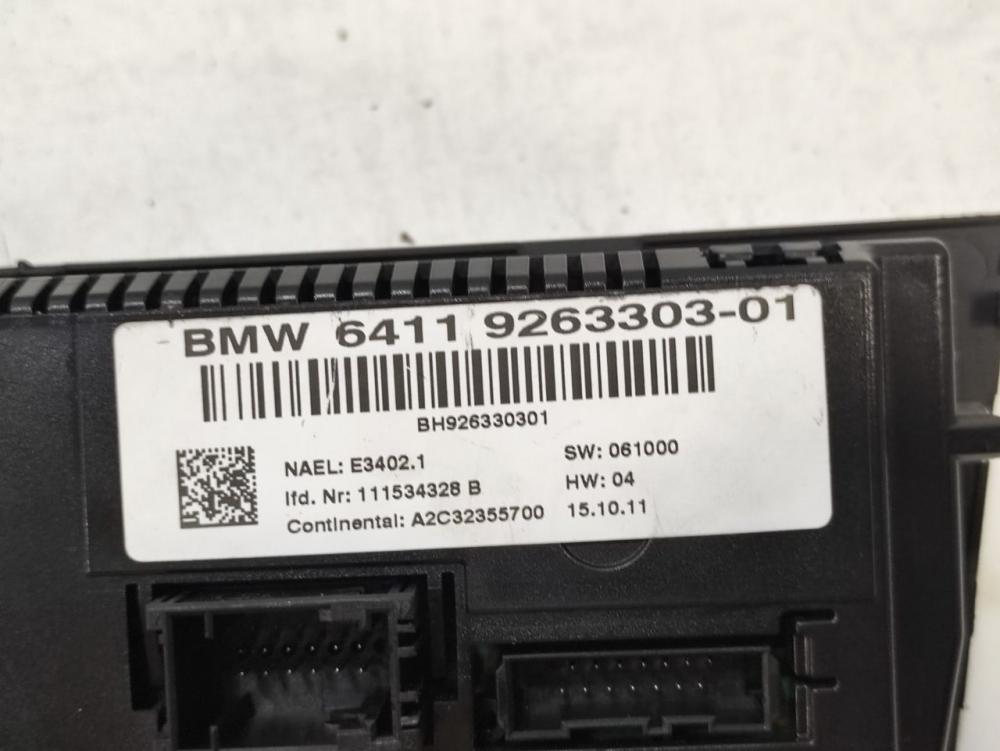 BMW 6411 9263303-01
BH926330301
NAEL: E3402.1
SW: 061000
lfd. Nr: 111534328 B
HW: 04
Continental: A2C32355700
15.10.11